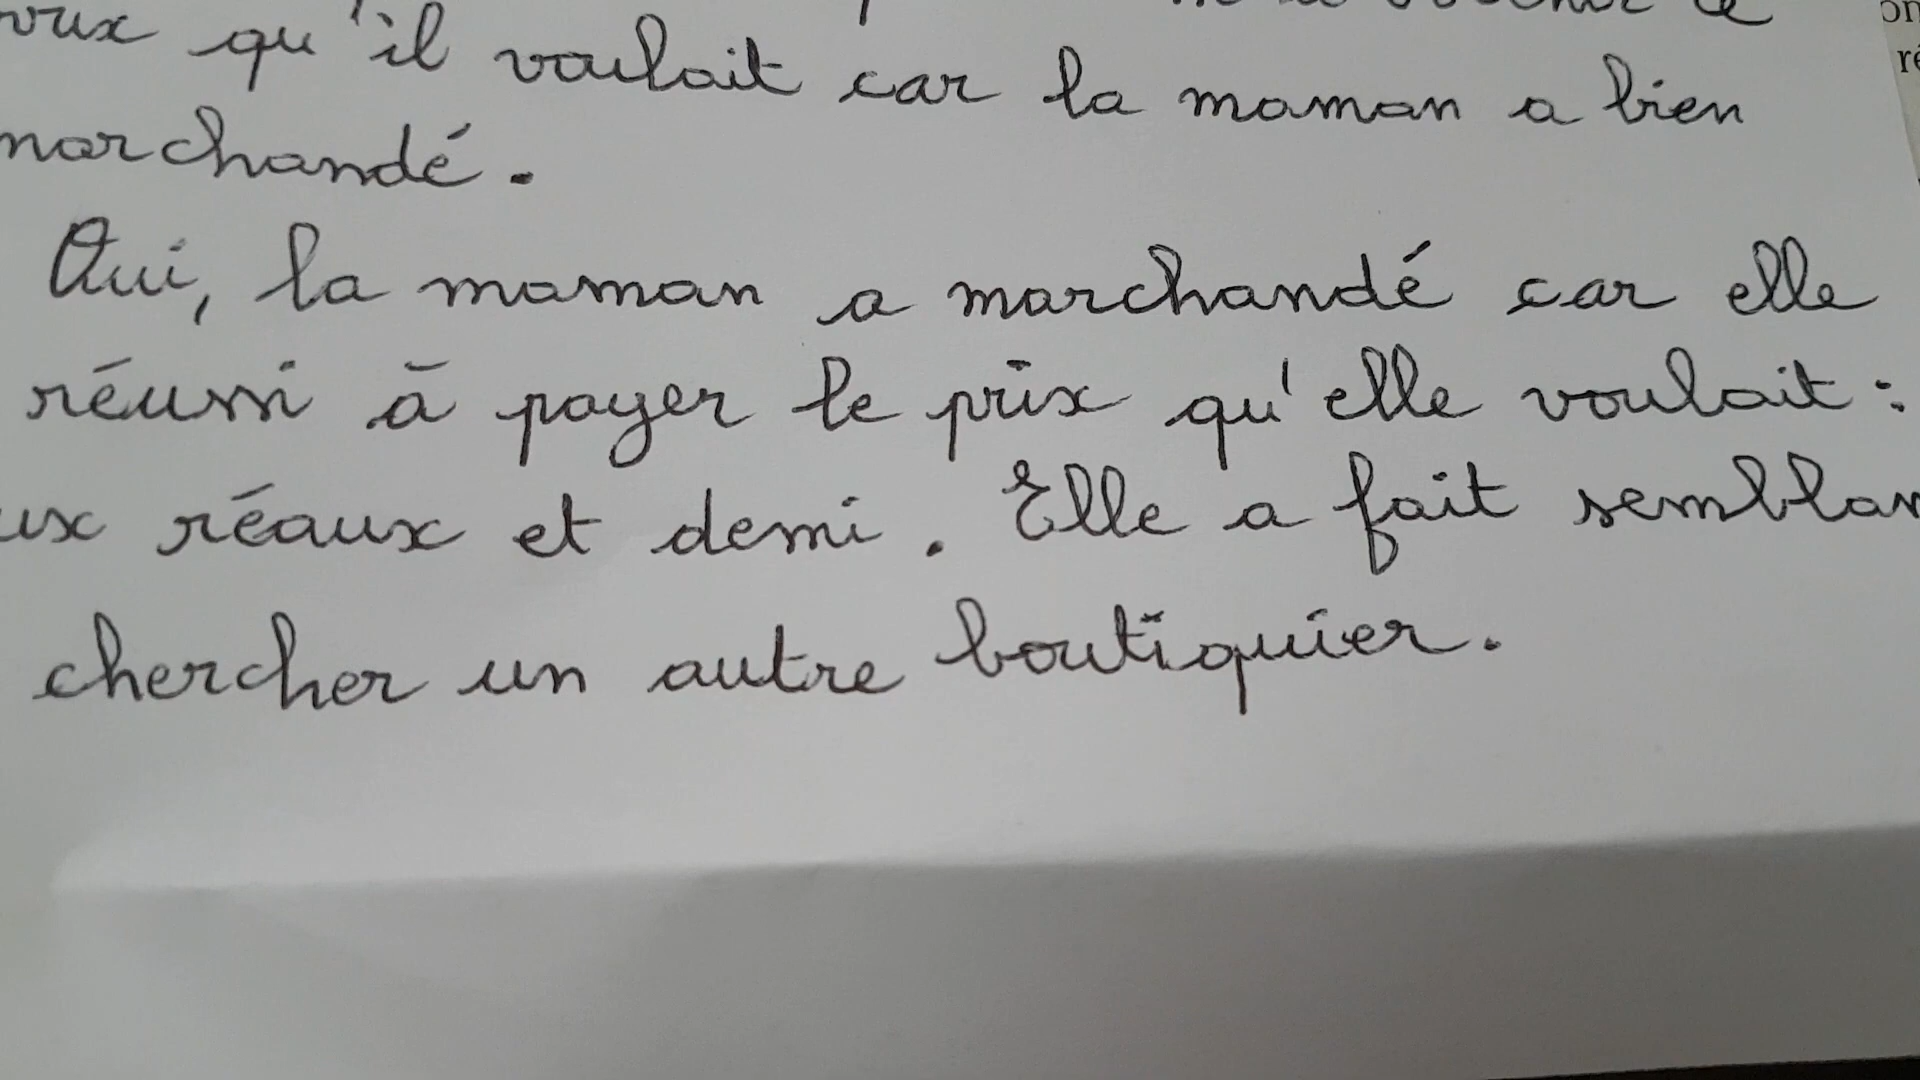 qu'il voulait car la maman a bien
marchandé.
Oui, la maman a marchandé car elle
réussi à payer le prix qu'elle voulait :
ux réaux et demi. Elle a fait semblan
chercher un autre boutiquier.